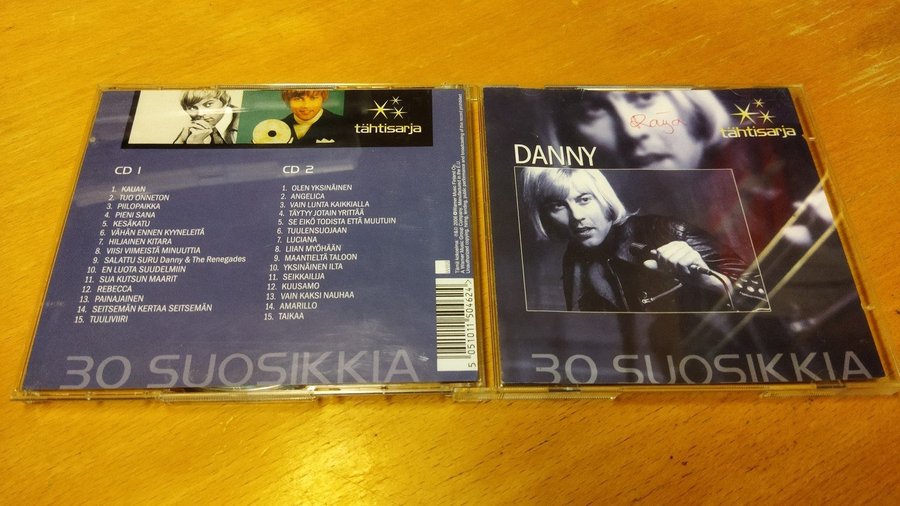 tähtisarja
CD 1
1. KAUAN
2. TUO ONNETON
3. PIILOPAIKKA
4. PIENI SANA
5. KESÄKATU
6. VÄHÄN ENNEN KYYNELEITÄ
7. HILJAINEN KITARA
8. VIISI VIIMEISTÄ MINUUTTIA
9. SALATTU SURU Danny & The Renegades
10. EN LUOTA SUUDELMIIN
11. SUA KUTSUN MAARIT
12. REBECCA
13. PAINAJAINEN
14. SEITSEMÄN KERTAA SEITSEMÄN
15. TUULIVIIRI
CD 2
1. OLEN YKSINÄINEN
2. ANGELICA
3. VAIN LUNTA KAIKKIALLA
4. TÄYTYY JOTAIN YRITTÄÄ
5. SE EIKÖ TODISTA ETTÄ MUUTUIN
6. TUULENSUOJAAN
7. LUCIANA
8. LIIAN MYÖHÄÄN
9. MAANTIELTÄ TALOON
10. YKSINÄINEN ILTA
11. SEIKKAILIJA
12. KUUSAMO
13. VAIN KAKSI NAUHAA
14. AMARILLO
15. TAIKAA
30 SUOSIKKIA
5 051011 504624
tähtisarja
DANNY
30 SUOSIKKIA